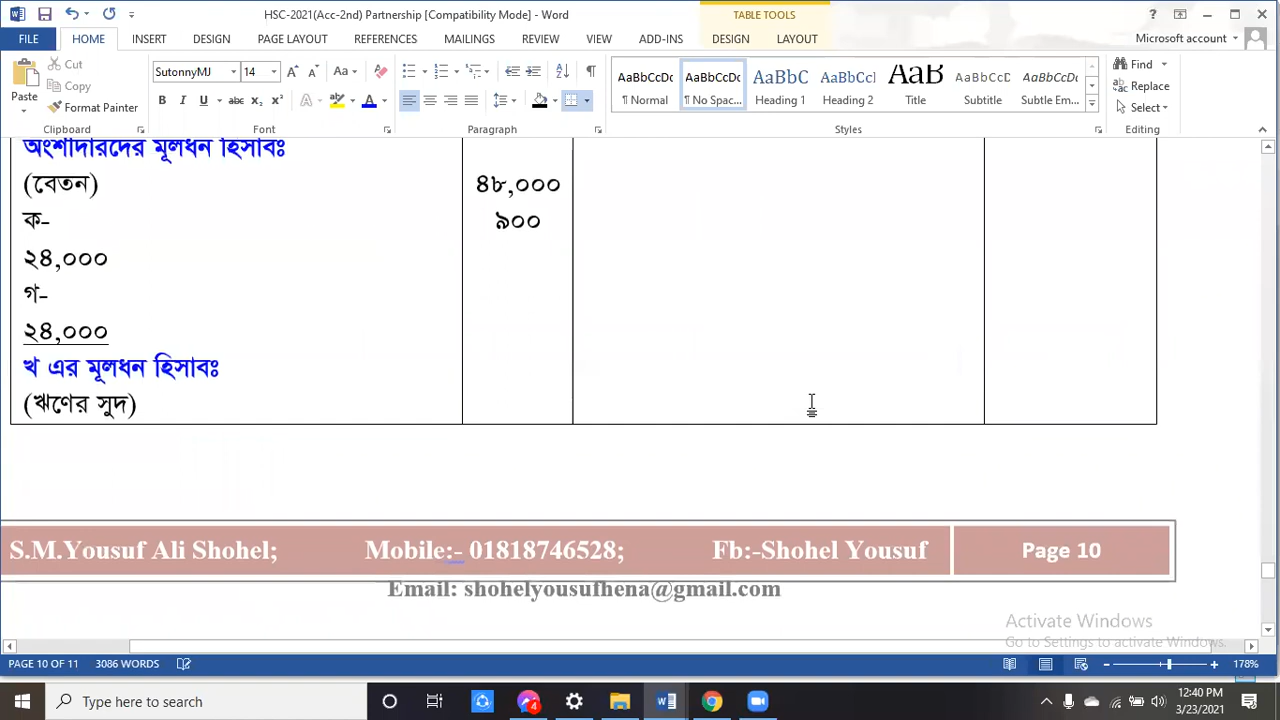 HSC-2021(Acc-2nd) Partnership [Compatibility Mode] - Word
TABLE TOOLS
FILE HOME INSERT DESIGN PAGE LAYOUT REFERENCES MAILINGS REVIEW VIEW ADD-INS DESIGN LAYOUT
Microsoft account
Paste
Cut
Copy
Format Painter
Clipboard
SutonnyMJ 14
Font
Paragraph
AaBbCcDc AaBbCcDc AaBbC AaBbCc AaB AaBbCcD AaBbCcD
¶ Normal ¶ No Spac... Heading 1 Heading 2 Title Subtitle Subtle Em...
Styles
Find
Replace
Select
Editing
অংশীদারদের মূলধন হিসাবঃ
(বেতন) ৪৮,০০০
ক- ৯০০
২৪,০০০
গ-
২৪,০০০
খ এর মূলধন হিসাবঃ
(ঋণের সুদ)
S.M.Yousuf Ali Shohel; Mobile:- 01818746528; Fb:-Shohel Yousuf Page 10
Email: shohelyousufhena@gmail.com
Activate Windows
Go to Settings to activate Windows.
PAGE 10 OF 11 3086 WORDS 178%
Type here to search
4
12:40 PM
3/23/2021